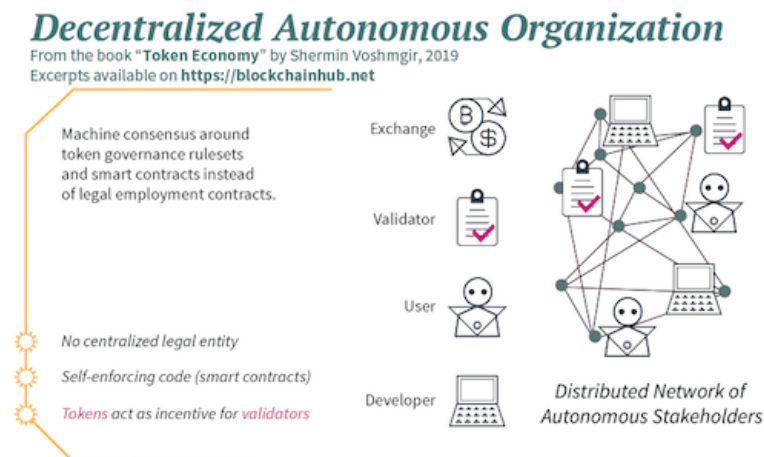 Decentralized Autonomous Organization
From the book “Token Economy” by Shermin Voshmgir, 2019
Excerpts available on https://blockchainhub.net
Machine consensus around
token governance rulesets
and smart contracts instead
of legal employment contracts.
No centralized legal entity
Self-enforcing code (smart contracts)
Tokens act as incentive for validators
Exchange
B
$
Validator
User
Developer
Distributed Network of
Autonomous Stakeholders